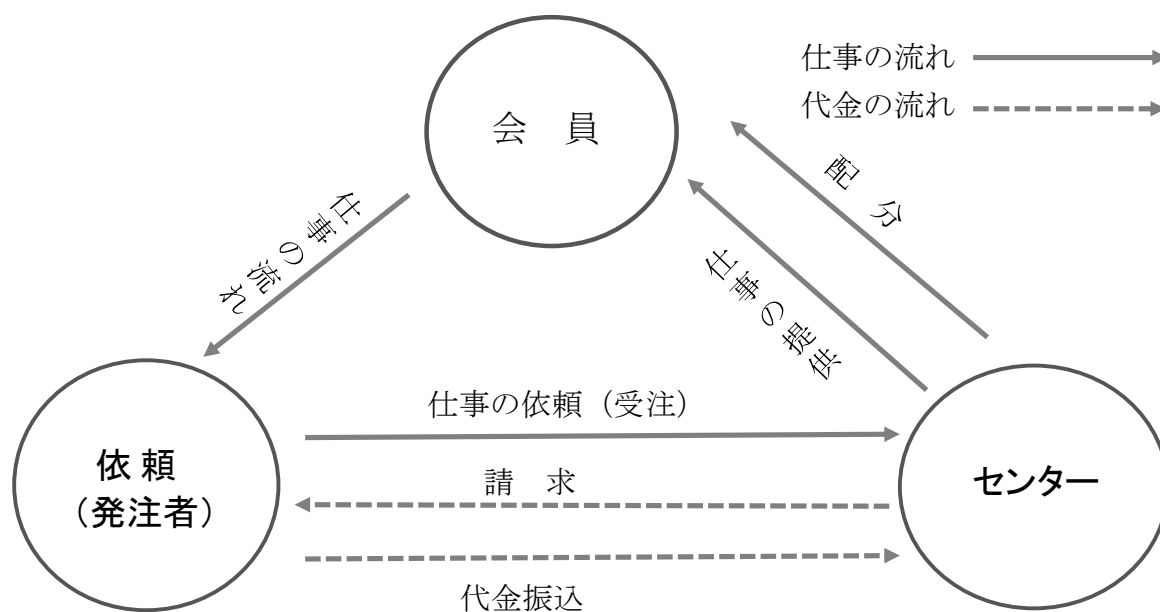 会　員
仕事の流れ
代金の流れ
配　分
仕事の流れ
仕事の提供
仕事の依頼（受注）
依 頼
（発注者）
請　求
センター
代金振込